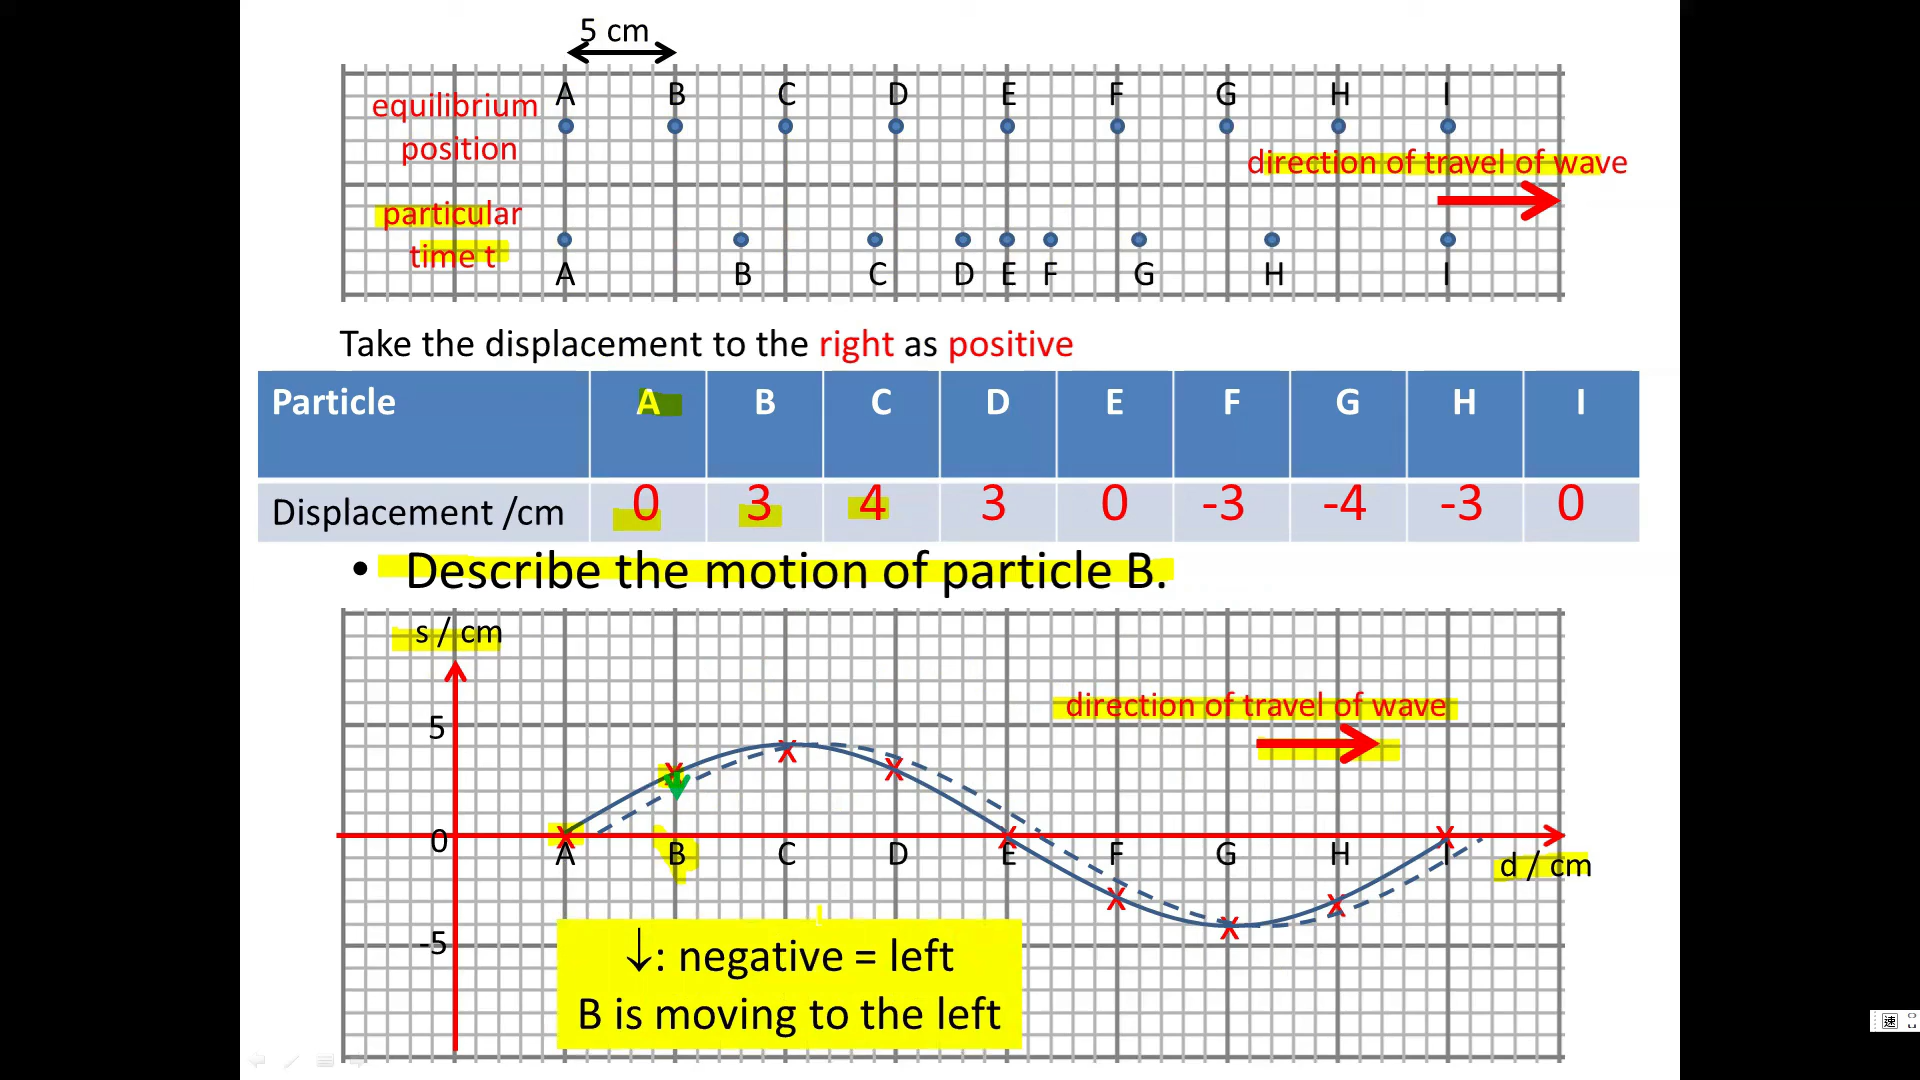 5 cm
A B C D E F G H I
equilibrium
position
direction of travel of wave
particular
time t
A B C D E F G H I
Take the displacement to the right as positive
Particle A B C D E F G H I
Displacement /cm 0 3 4 3 0 -3 -4 -3 0
• Describe the motion of particle B.
s / cm
direction of travel of wave
5
0
A B C D E F G H I
d / cm
-5
↓: negative = left
B is moving to the left
速